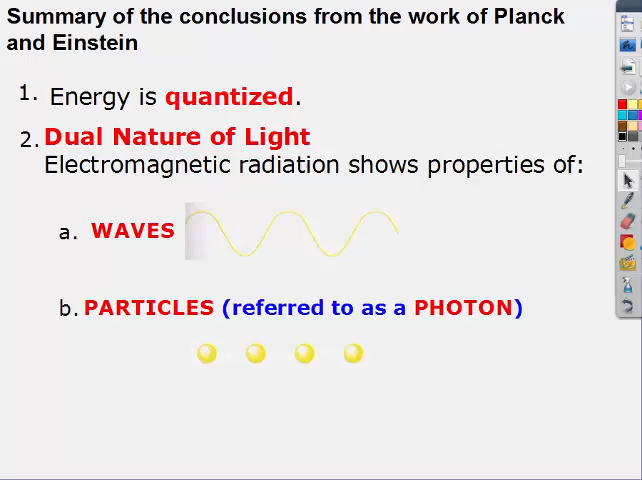 Summary of the conclusions from the work of Planck
and Einstein
1. Energy is quantized.
2. Dual Nature of Light
Electromagnetic radiation shows properties of:
a. WAVES
b. PARTICLES (referred to as a PHOTON)